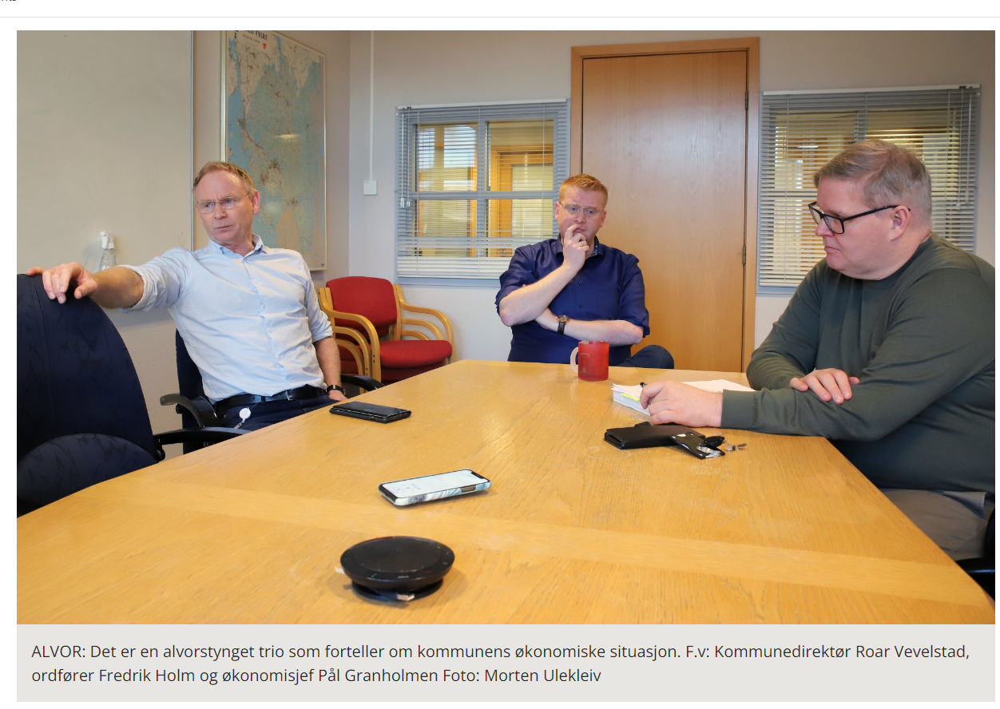 ALVOR: Det er en alvorstynget trio som forteller om kommunens økonomiske situasjon. F.v: Kommunedirektør Roar Vevelstad,
ordfører Fredrik Holm og økonomisjef Pål Granholmen Foto: Morten Ulekleiv